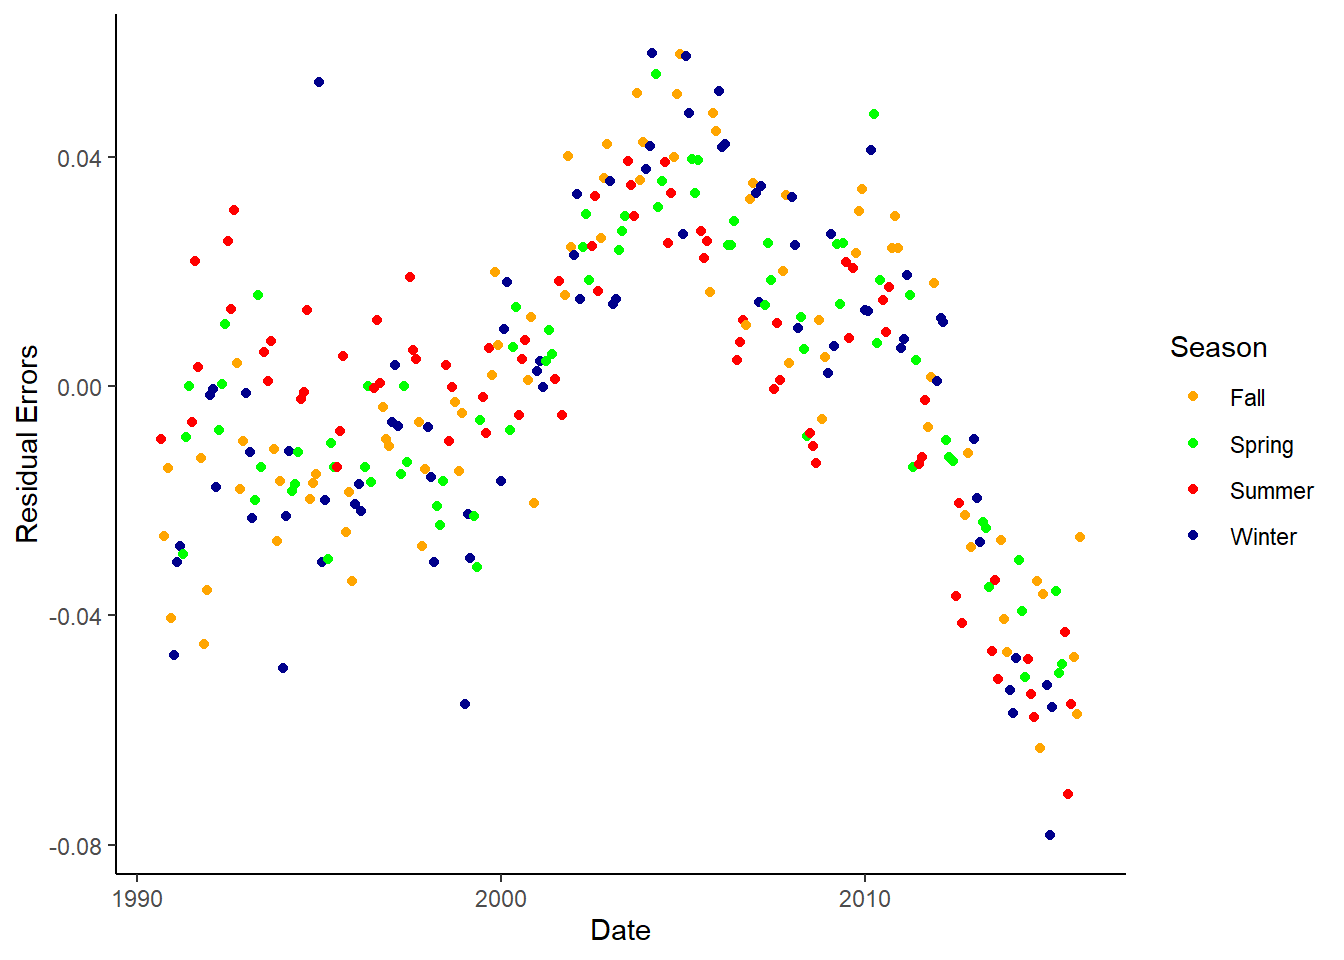 Residual Errors
0.04
0.00
-0.04
-0.08
1990
2000
2010
Date
Season
Fall
Spring
Summer
Winter